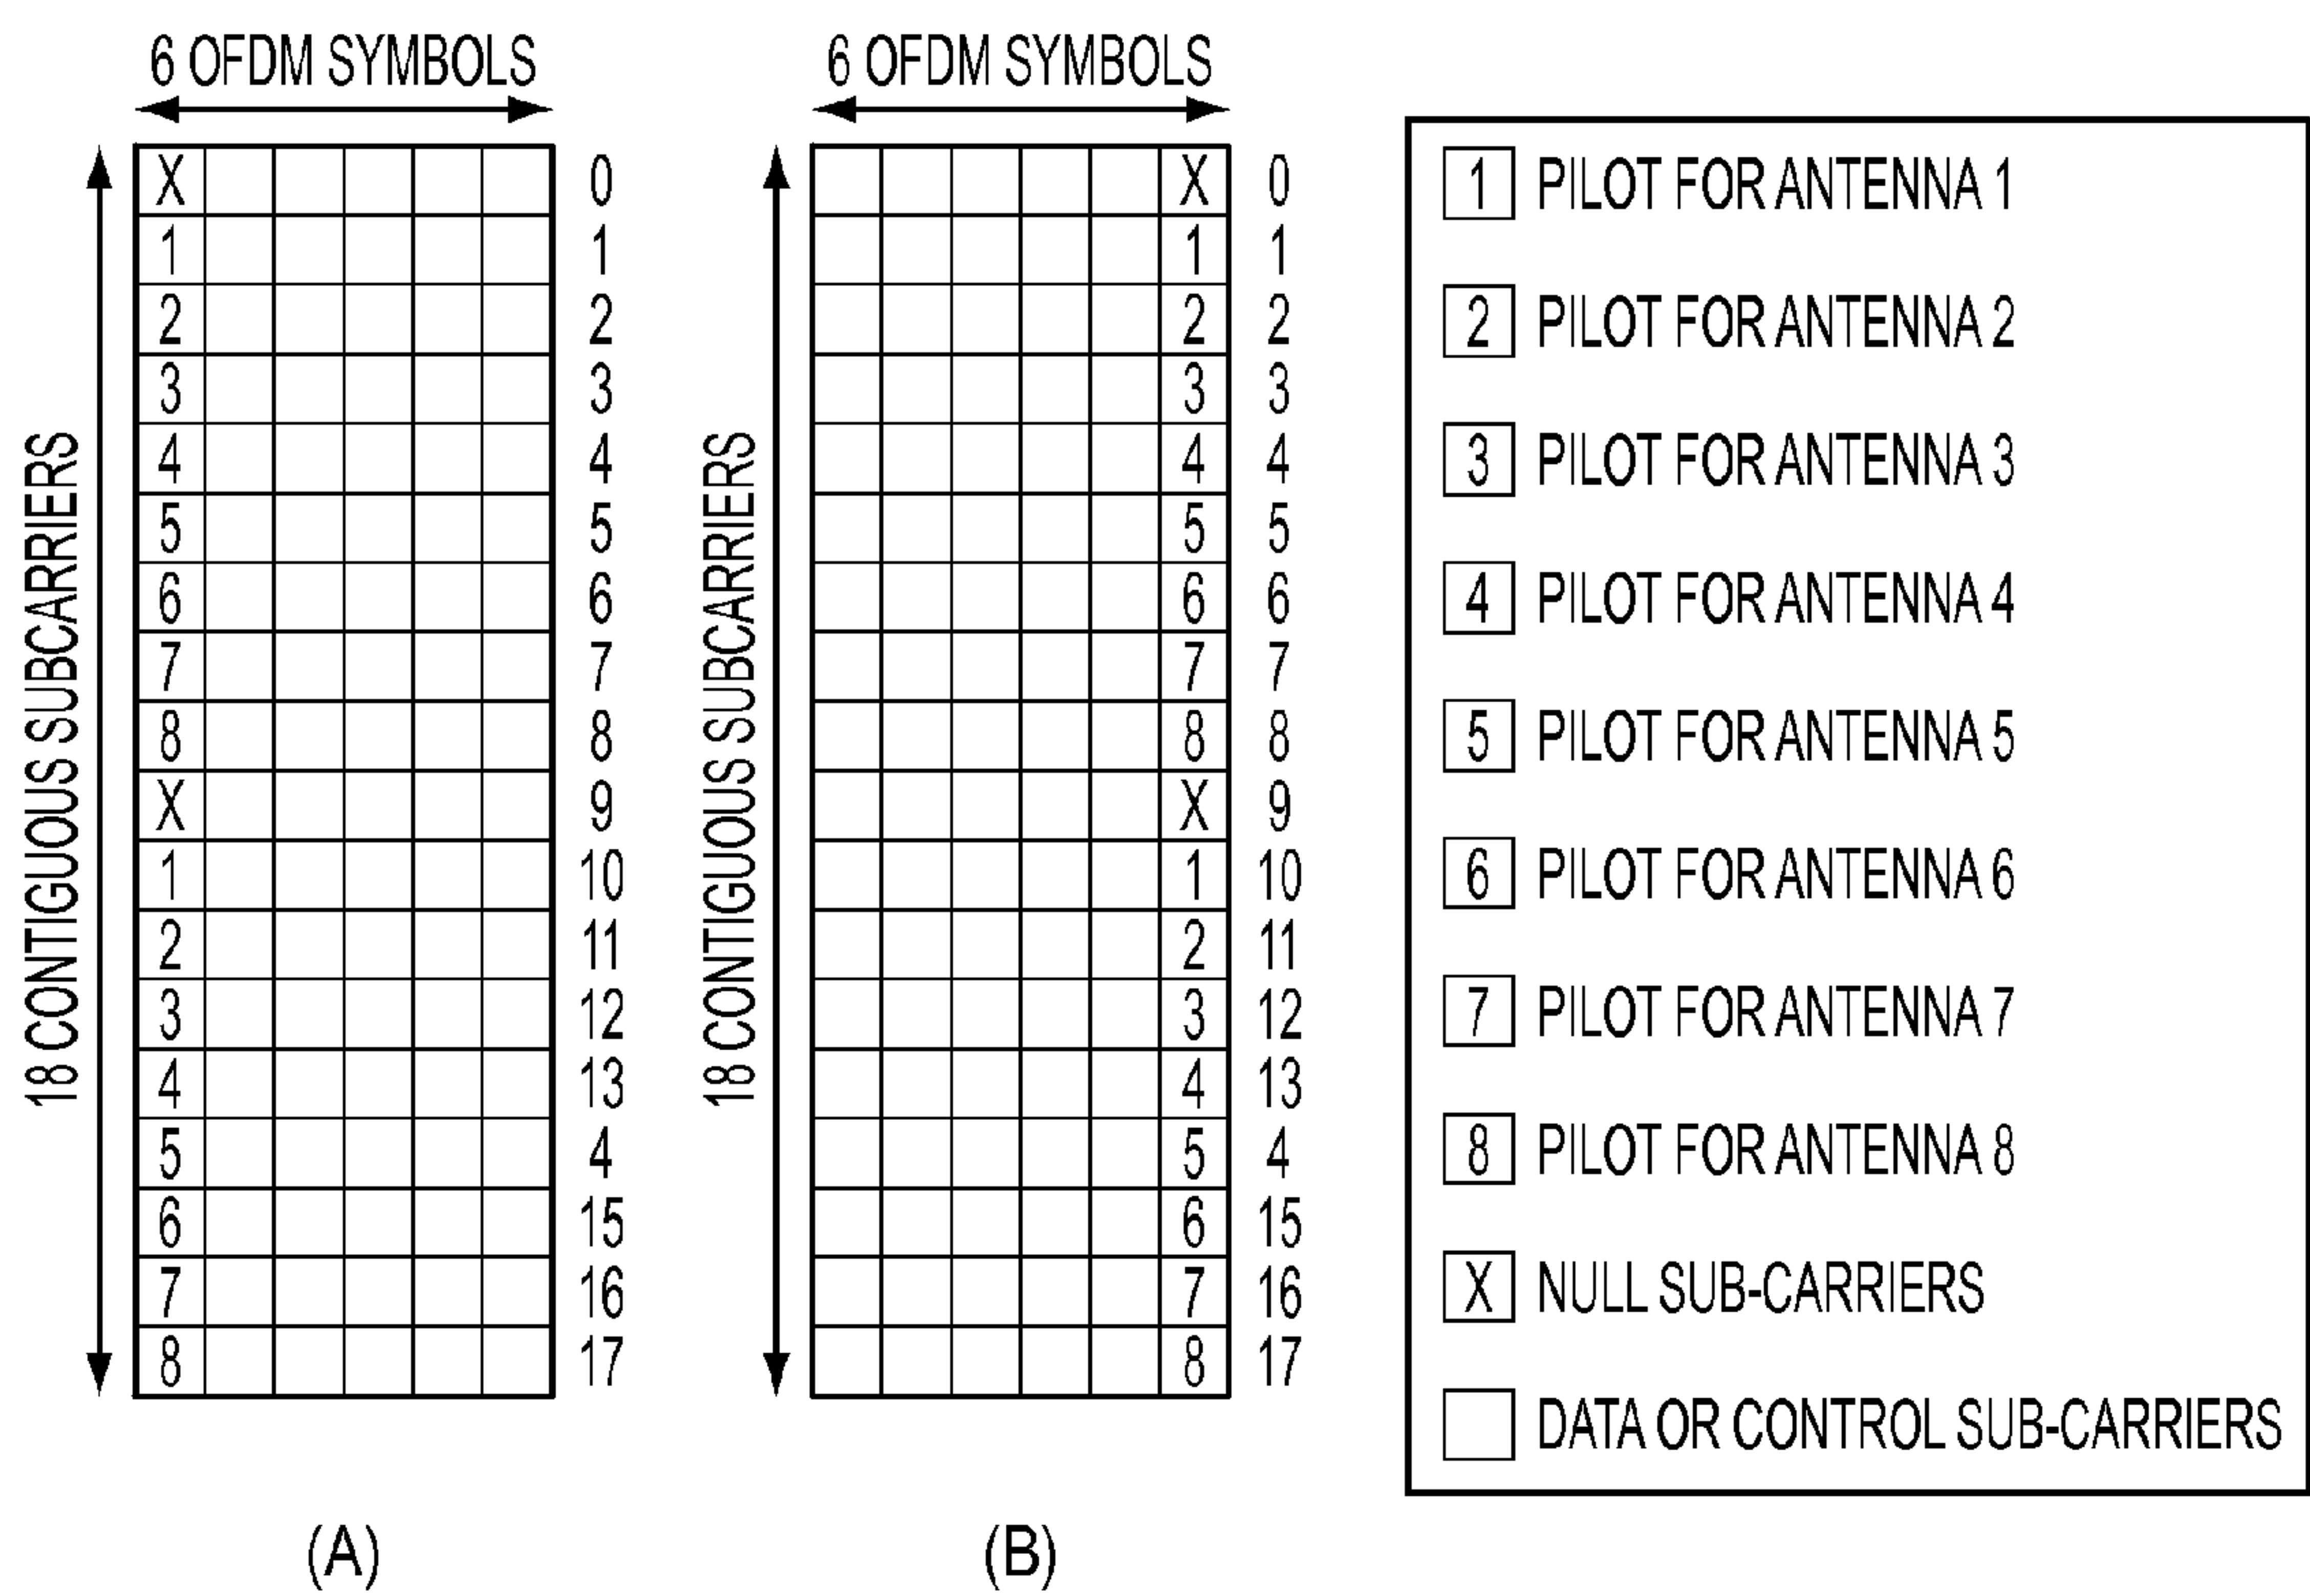 6 OFDM SYMBOLS
18 CONTIGUOUS SUBCARRIERS
X 0
1 1
2 2
3 3
4 4
5 5
6 6
7 7
8 8
X 9
1 10
2 11
3 12
4 13
5 4
6 15
7 16
8 17
(A)
6 OFDM SYMBOLS
18 CONTIGUOUS SUBCARRIERS
X 0
1 1
2 2
3 3
4 4
5 5
6 6
7 7
8 8
X 9
1 10
2 11
3 12
4 13
5 4
6 15
7 16
8 17
(B)
1 PILOT FOR ANTENNA 1
2 PILOT FOR ANTENNA 2
3 PILOT FOR ANTENNA 3
4 PILOT FOR ANTENNA 4
5 PILOT FOR ANTENNA 5
6 PILOT FOR ANTENNA 6
7 PILOT FOR ANTENNA 7
8 PILOT FOR ANTENNA 8
X NULL SUB-CARRIERS
DATA OR CONTROL SUB-CARRIERS